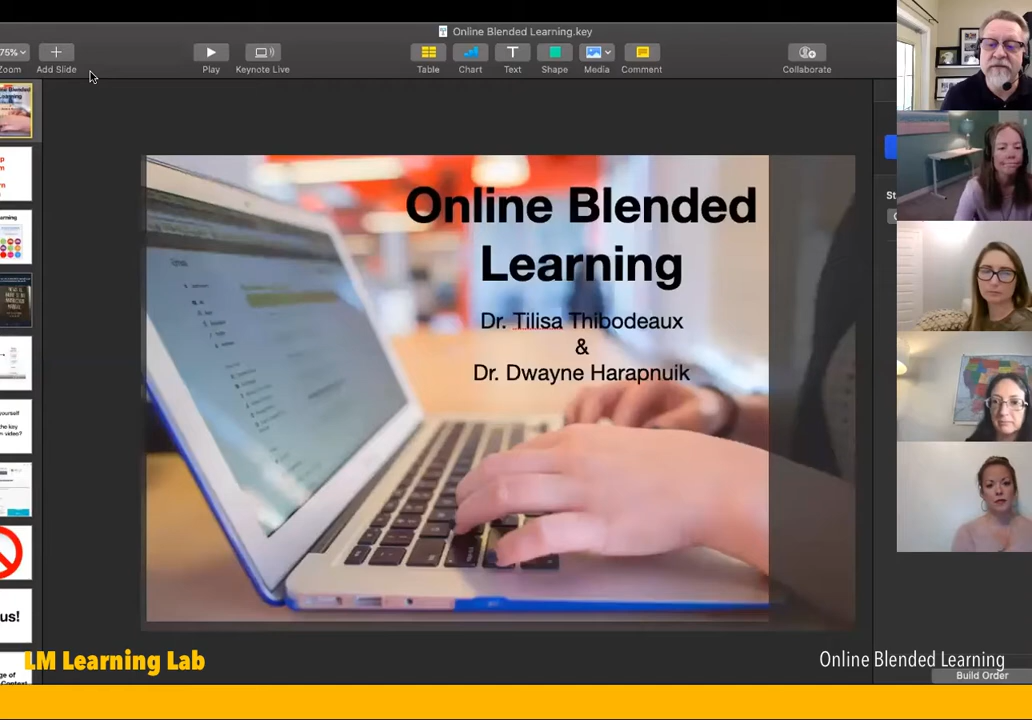 Online Blended Learning.key
75%
Zoom
Add Slide
Play
Keynote Live
Table
Chart
Text
Shape
Media
Comment
Collaborate
Online Blended
Learning
Dr. Tilisa Thibodeaux
&
Dr. Dwayne Harapnuik
us!
LM Learning Lab
Online Blended Learning
Build Order